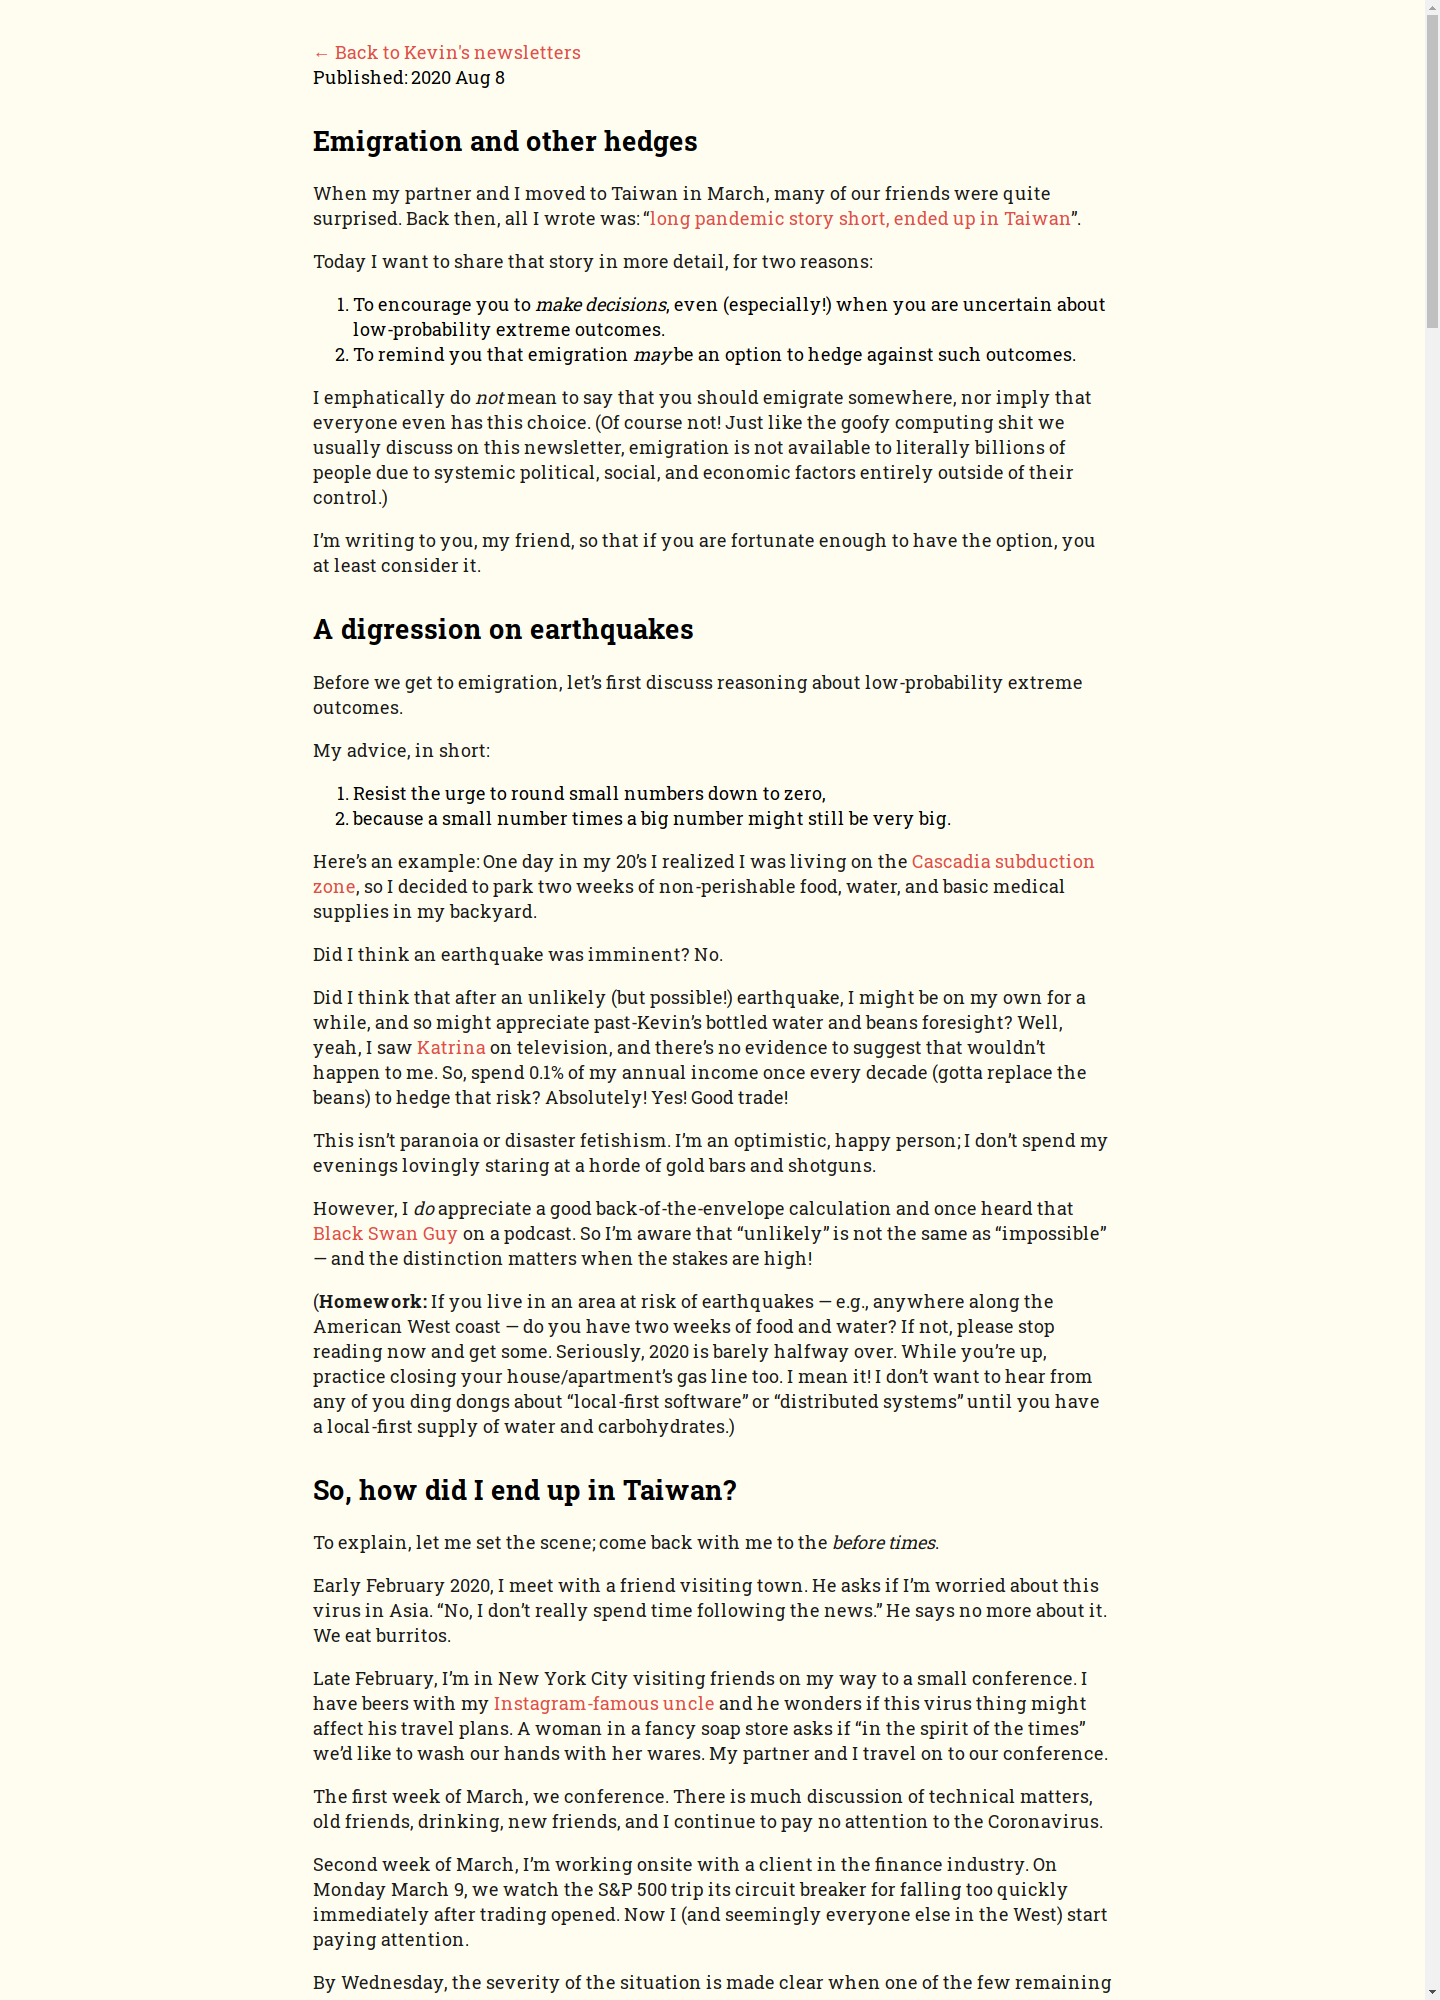 ← Back to Kevin's newsletters
Published: 2020 Aug 8
Emigration and other hedges
When my partner and I moved to Taiwan in March, many of our friends were quite
surprised. Back then, all I wrote was: “long pandemic story short, ended up in Taiwan”.
Today I want to share that story in more detail, for two reasons:
1. To encourage you to make decisions, even (especially!) when you are uncertain about
low-probability extreme outcomes.
2. To remind you that emigration may be an option to hedge against such outcomes.
I emphatically do not mean to say that you should emigrate somewhere, nor imply that
everyone even has this choice. (Of course not! Just like the goofy computing shit we
usually discuss on this newsletter, emigration is not available to literally billions of
people due to systemic political, social, and economic factors entirely outside of their
control.)
I’m writing to you, my friend, so that if you are fortunate enough to have the option, you
at least consider it.
A digression on earthquakes
Before we get to emigration, let’s first discuss reasoning about low-probability extreme
outcomes.
My advice, in short:
1. Resist the urge to round small numbers down to zero,
2. because a small number times a big number might still be very big.
Here’s an example: One day in my 20’s I realized I was living on the Cascadia subduction
zone, so I decided to park two weeks of non-perishable food, water, and basic medical
supplies in my backyard.
Did I think an earthquake was imminent? No.
Did I think that after an unlikely (but possible!) earthquake, I might be on my own for a
while, and so might appreciate past-Kevin’s bottled water and beans foresight? Well,
yeah, I saw Katrina on television, and there’s no evidence to suggest that wouldn’t
happen to me. So, spend 0.1% of my annual income once every decade (gotta replace the
beans) to hedge that risk? Absolutely! Yes! Good trade!
This isn’t paranoia or disaster fetishism. I’m an optimistic, happy person; I don’t spend my
evenings lovingly staring at a horde of gold bars and shotguns.
However, I do appreciate a good back-of-the-envelope calculation and once heard that
Black Swan Guy on a podcast. So I’m aware that “unlikely” is not the same as “impossible”
— and the distinction matters when the stakes are high!
(Homework: If you live in an area at risk of earthquakes — e.g., anywhere along the
American West coast — do you have two weeks of food and water? If not, please stop
reading now and get some. Seriously, 2020 is barely halfway over. While you’re up,
practice closing your house/apartment’s gas line too. I mean it! I don’t want to hear from
any of you ding dongs about “local-first software” or “distributed systems” until you have
a local-first supply of water and carbohydrates.)
So, how did I end up in Taiwan?
To explain, let me set the scene; come back with me to the before times.
Early February 2020, I meet with a friend visiting town. He asks if I’m worried about this
virus in Asia. “No, I don’t really spend time following the news.” He says no more about it.
We eat burritos.
Late February, I’m in New York City visiting friends on my way to a small conference. I
have beers with my Instagram-famous uncle and he wonders if this virus thing might
affect his travel plans. A woman in a fancy soap store asks if “in the spirit of the times”
we’d like to wash our hands with her wares. My partner and I travel on to our conference.
The first week of March, we conference. There is much discussion of technical matters,
old friends, drinking, new friends, and I continue to pay no attention to the Coronavirus.
Second week of March, I’m working onsite with a client in the finance industry. On
Monday March 9, we watch the S&P 500 trip its circuit breaker for falling too quickly
immediately after trading opened. Now I (and seemingly everyone else in the West) start
paying attention.
By Wednesday, the severity of the situation is made clear when one of the few remaining